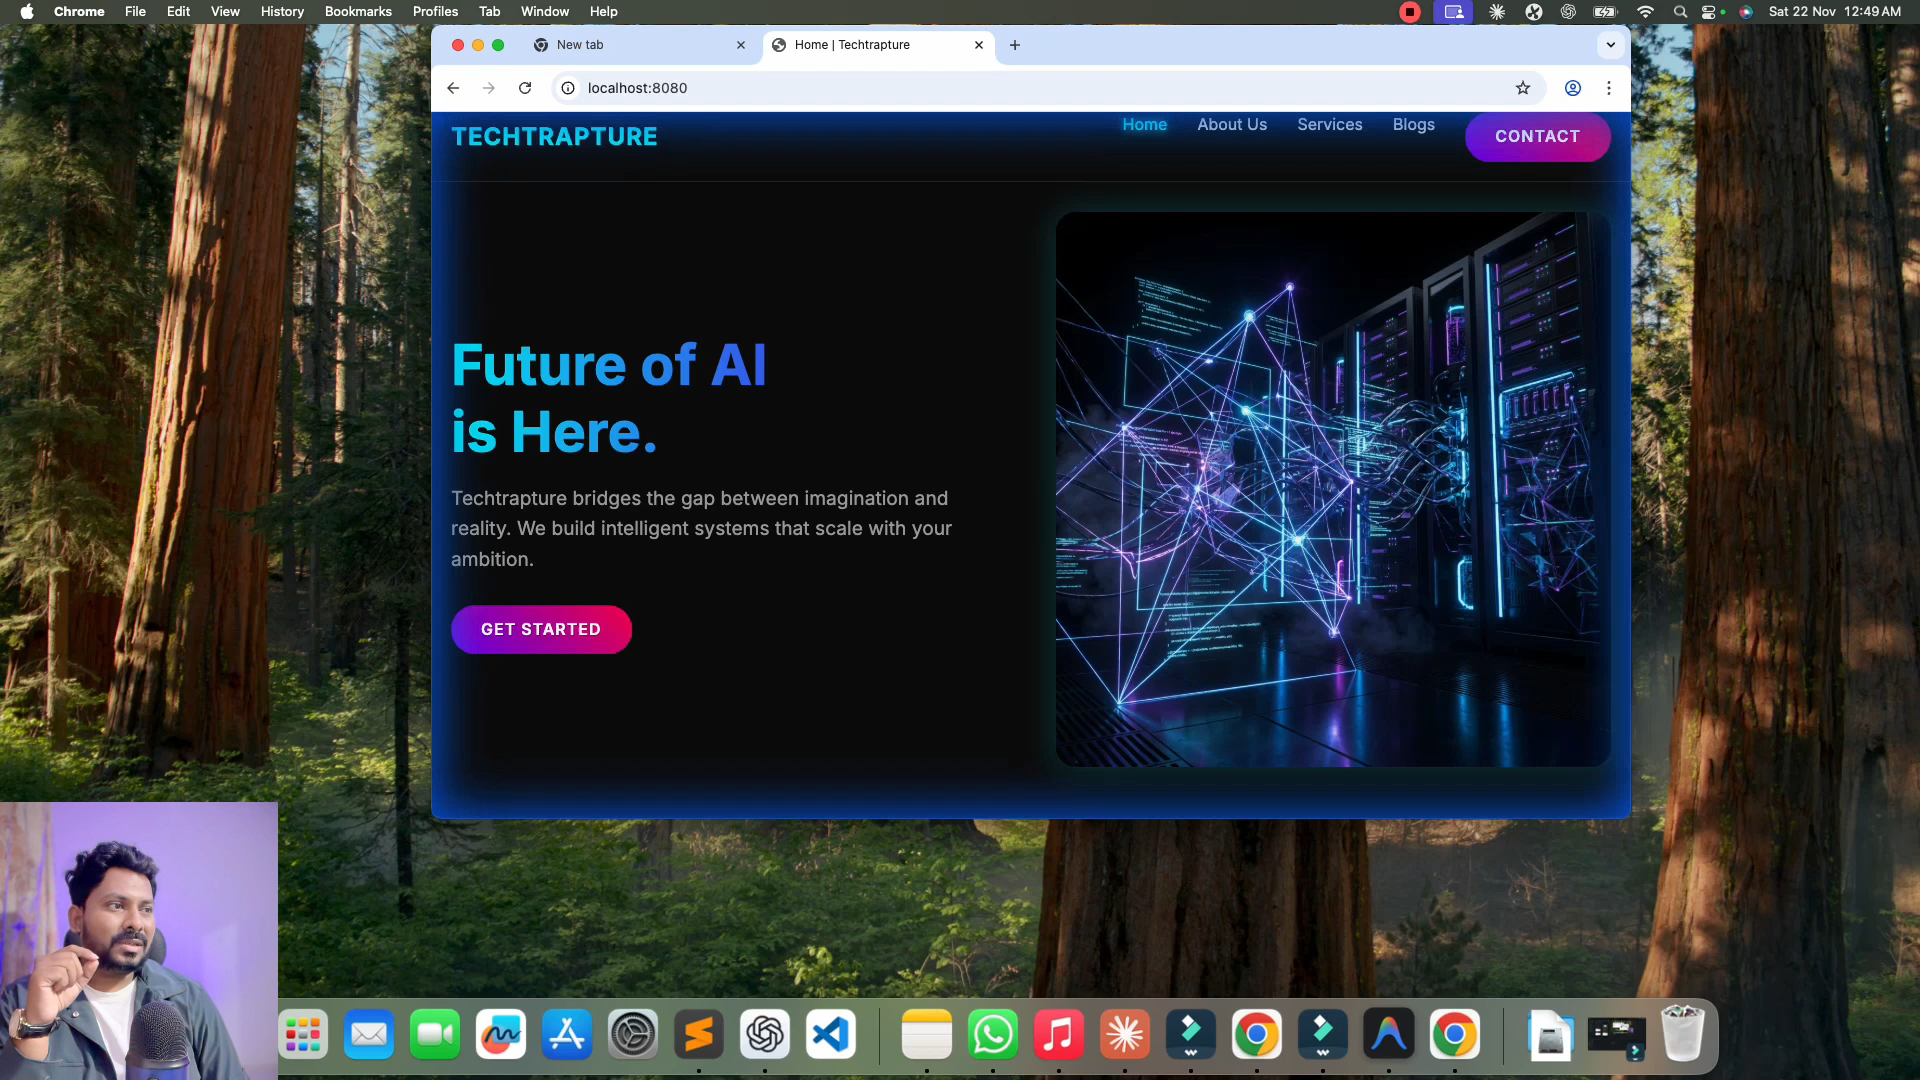 Chrome File Edit View History Bookmarks Profiles Tab Window Help
Sat 22 Nov 12:49 AM
New tab
Home | Techtrapture
localhost:8080
TECHTRAPTURE
Home About Us Services Blogs CONTACT
Future of AI
is Here.
Techtrapture bridges the gap between imagination and
reality. We build intelligent systems that scale with your
ambition.
GET STARTED